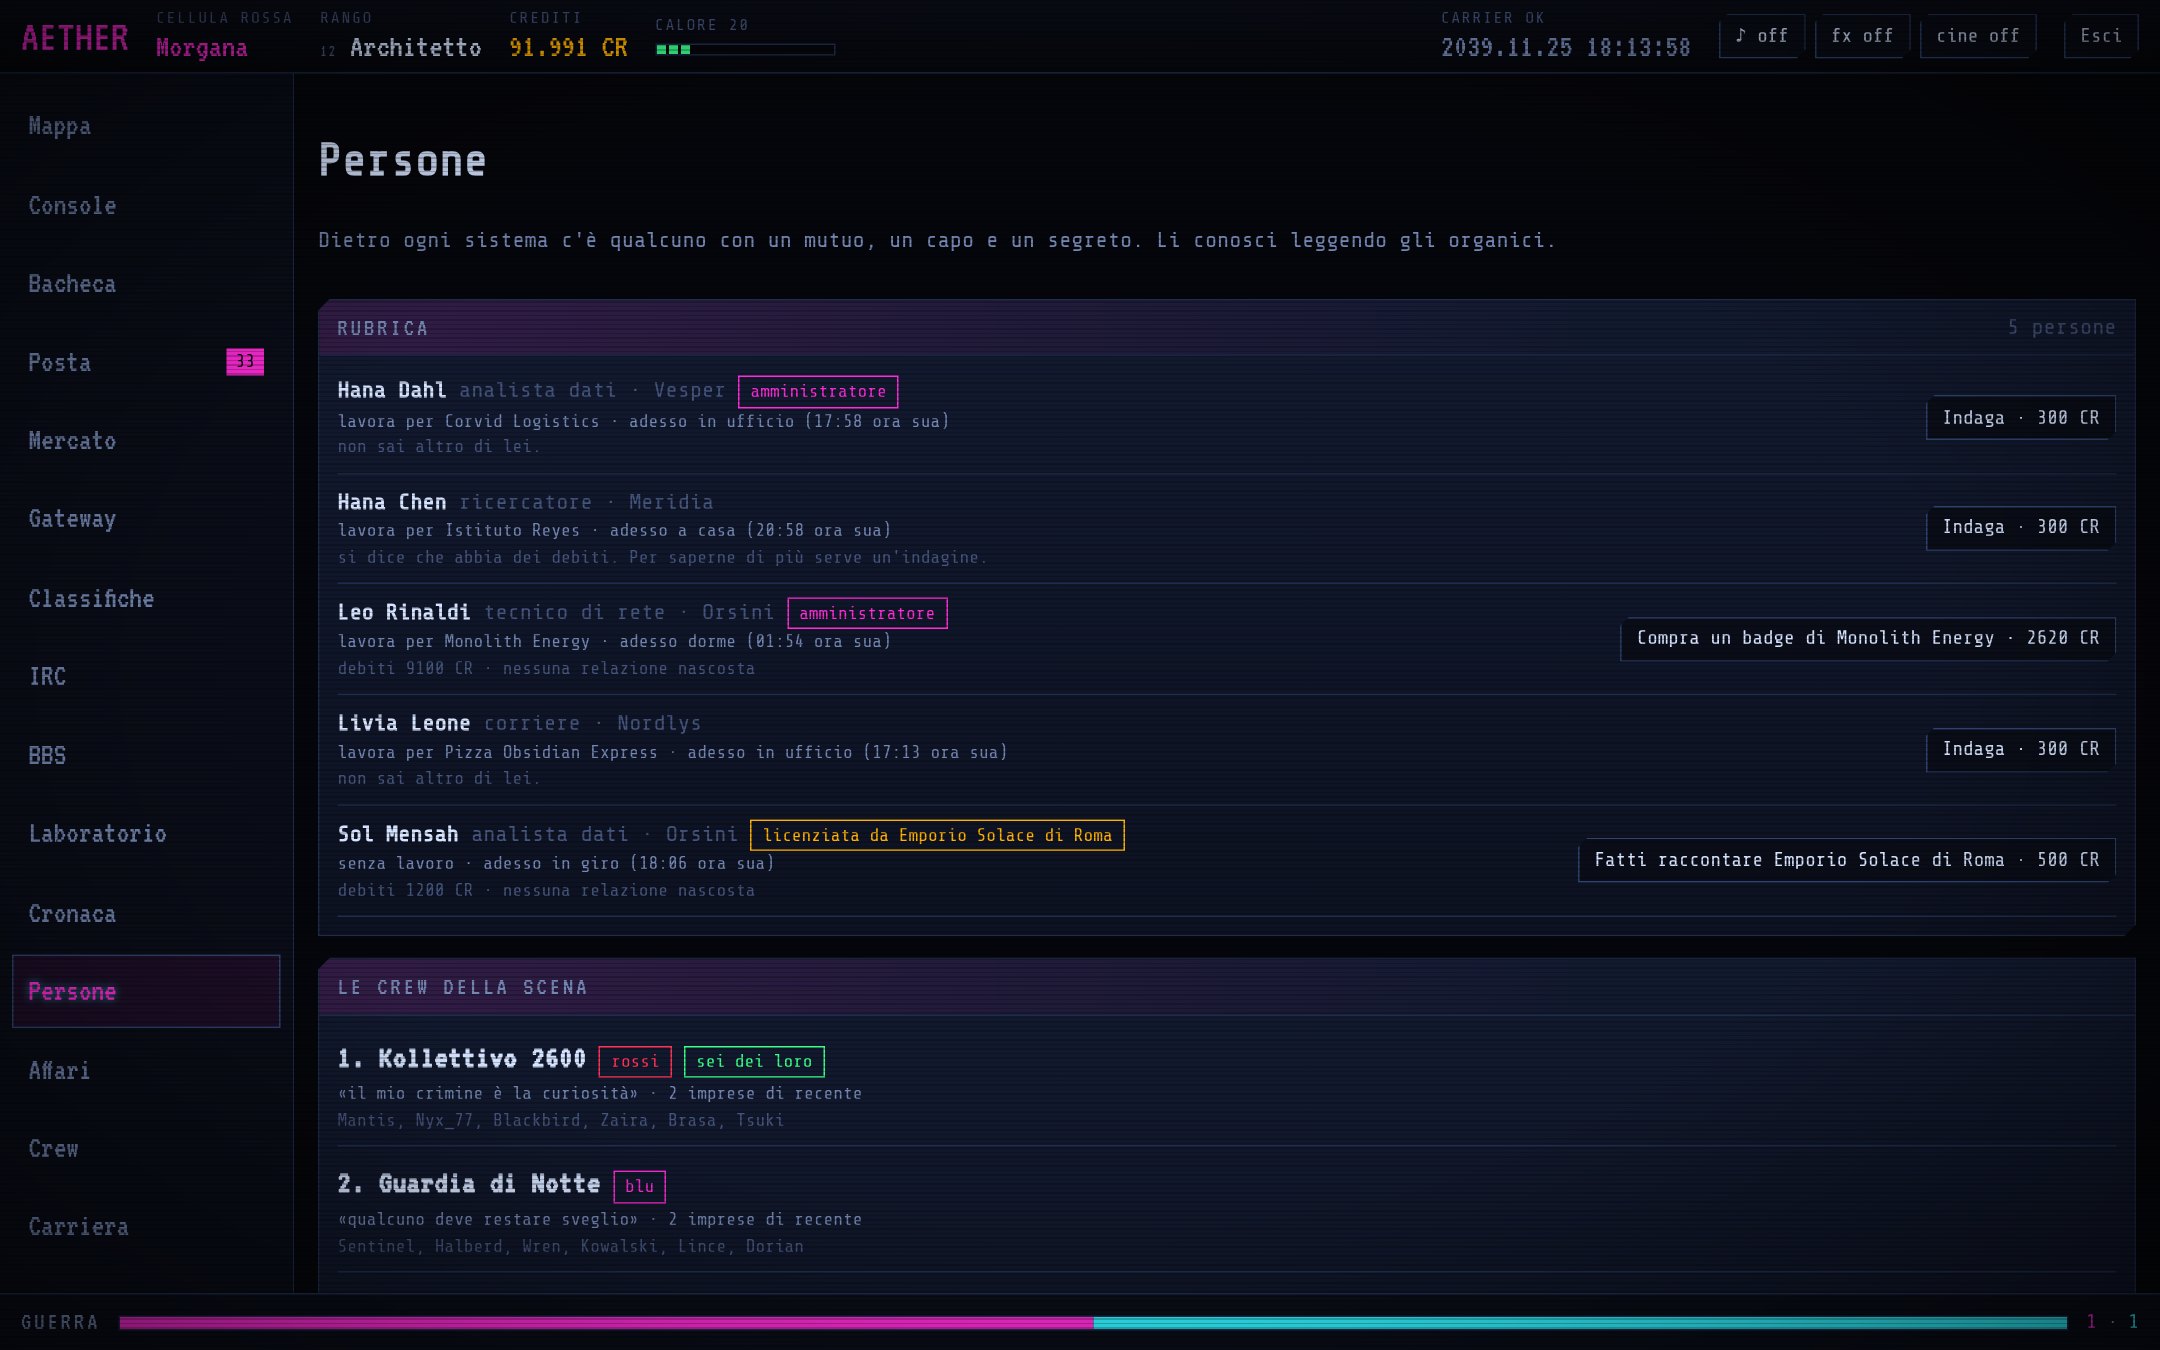 AETHER
CELLULA ROSSA
Morgana
RANGO
12 Architetto
CREDITI
91.991 CR
CALORE 20
CARRIER OK
2039.11.25 18:13:58
♪ off
fx off
cine off
Esci
Mappa
Console
Bacheca
Posta 33
Mercato
Gateway
Classifiche
IRC
BBS
Laboratorio
Cronaca
Persone
Affari
Crew
Carriera
Persone
Dietro ogni sistema c'è qualcuno con un mutuo, un capo e un segreto. Li conosci leggendo gli organici.
RUBRICA
5 persone
Hana Dahl analista dati · Vesper amministratore
lavora per Corvid Logistics · adesso in ufficio (17:58 ora sua)
non sai altro di lei.
Indaga · 300 CR
Hana Chen ricercatore · Meridia
lavora per Istituto Reyes · adesso a casa (20:58 ora sua)
si dice che abbia dei debiti. Per saperne di più serve un'indagine.
Indaga · 300 CR
Leo Rinaldi tecnico di rete · Orsini amministratore
lavora per Monolith Energy · adesso dorme (01:54 ora sua)
debiti 9100 CR · nessuna relazione nascosta
Compra un badge di Monolith Energy · 2620 CR
Livia Leone corriere · Nordlys
lavora per Pizza Obsidian Express · adesso in ufficio (17:13 ora sua)
non sai altro di lei.
Indaga · 300 CR
Sol Mensah analista dati · Orsini licenziata da Emporio Solace di Roma
senza lavoro · adesso in giro (18:06 ora sua)
debiti 1200 CR · nessuna relazione nascosta
Fatti raccontare Emporio Solace di Roma · 500 CR
LE CREW DELLA SCENA
1. Kollettivo 2600 rossi sei dei loro
«il mio crimine è la curiosità» · 2 imprese di recente
Mantis, Nyx_77, Blackbird, Zaira, Brasa, Tsuki
2. Guardia di Notte blu
«qualcuno deve restare sveglio» · 2 imprese di recente
Sentinel, Halberd, Wren, Kowalski, Lince, Dorian
GUERRA
1 · 1